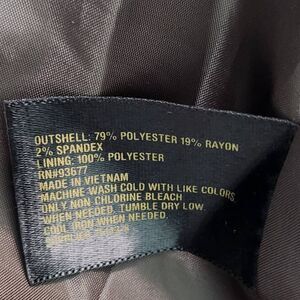 OUTSHELL: 79% POLYESTER 19% RAYON
2% SPANDEX
LINING: 100% POLYESTER
RN#93677
MADE IN VIETNAM
MACHINE WASH COLD WITH LIKE COLORS
ONLY NON CHLORINE BLEACH
WHEN NEEDED. TUMBLE DRY LOW.
COOL IRON WHEN NEEDED.